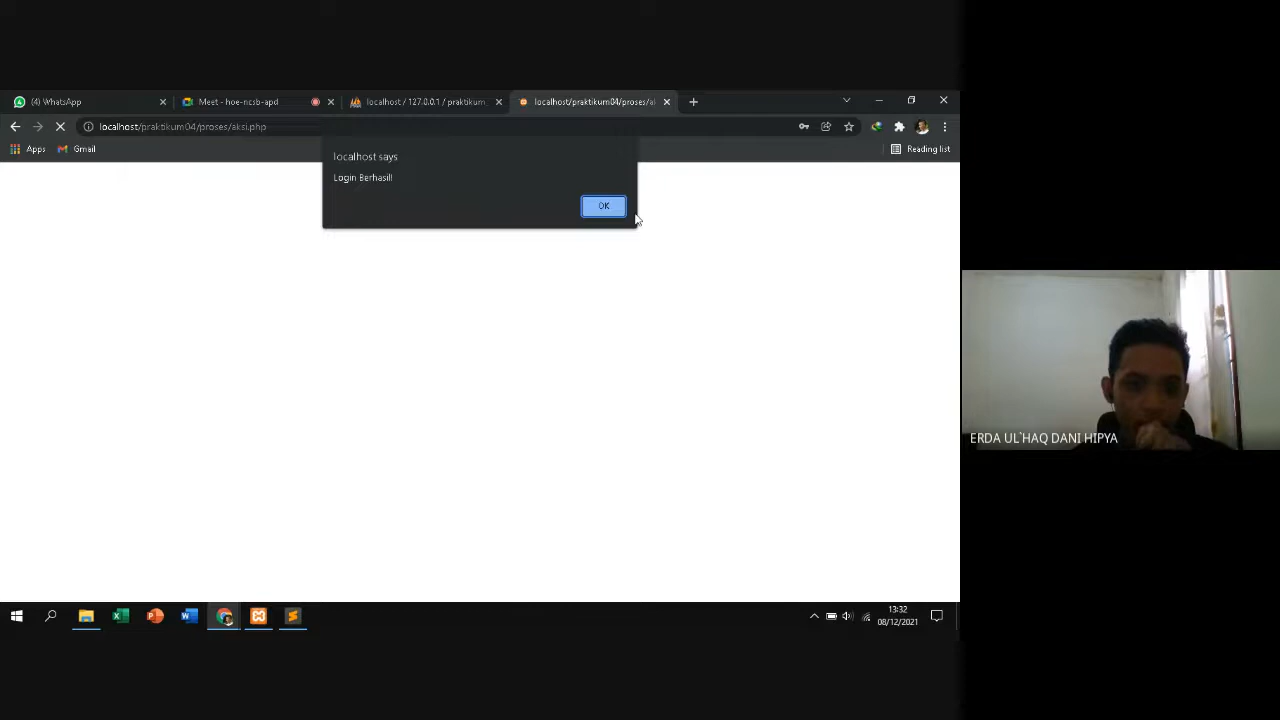 (4) WhatsApp
Meet - hoe-ncsb-apd
localhost / 127.0.0.1 / praktikum
localhost/praktikum04/proses/ak
localhost/praktikum04/proses/aksi.php
Apps
Gmail
Reading list
localhost says
Login Berhasil!
OK
ERDA UL`HAQ DANI HIPYA
13:32
08/12/2021